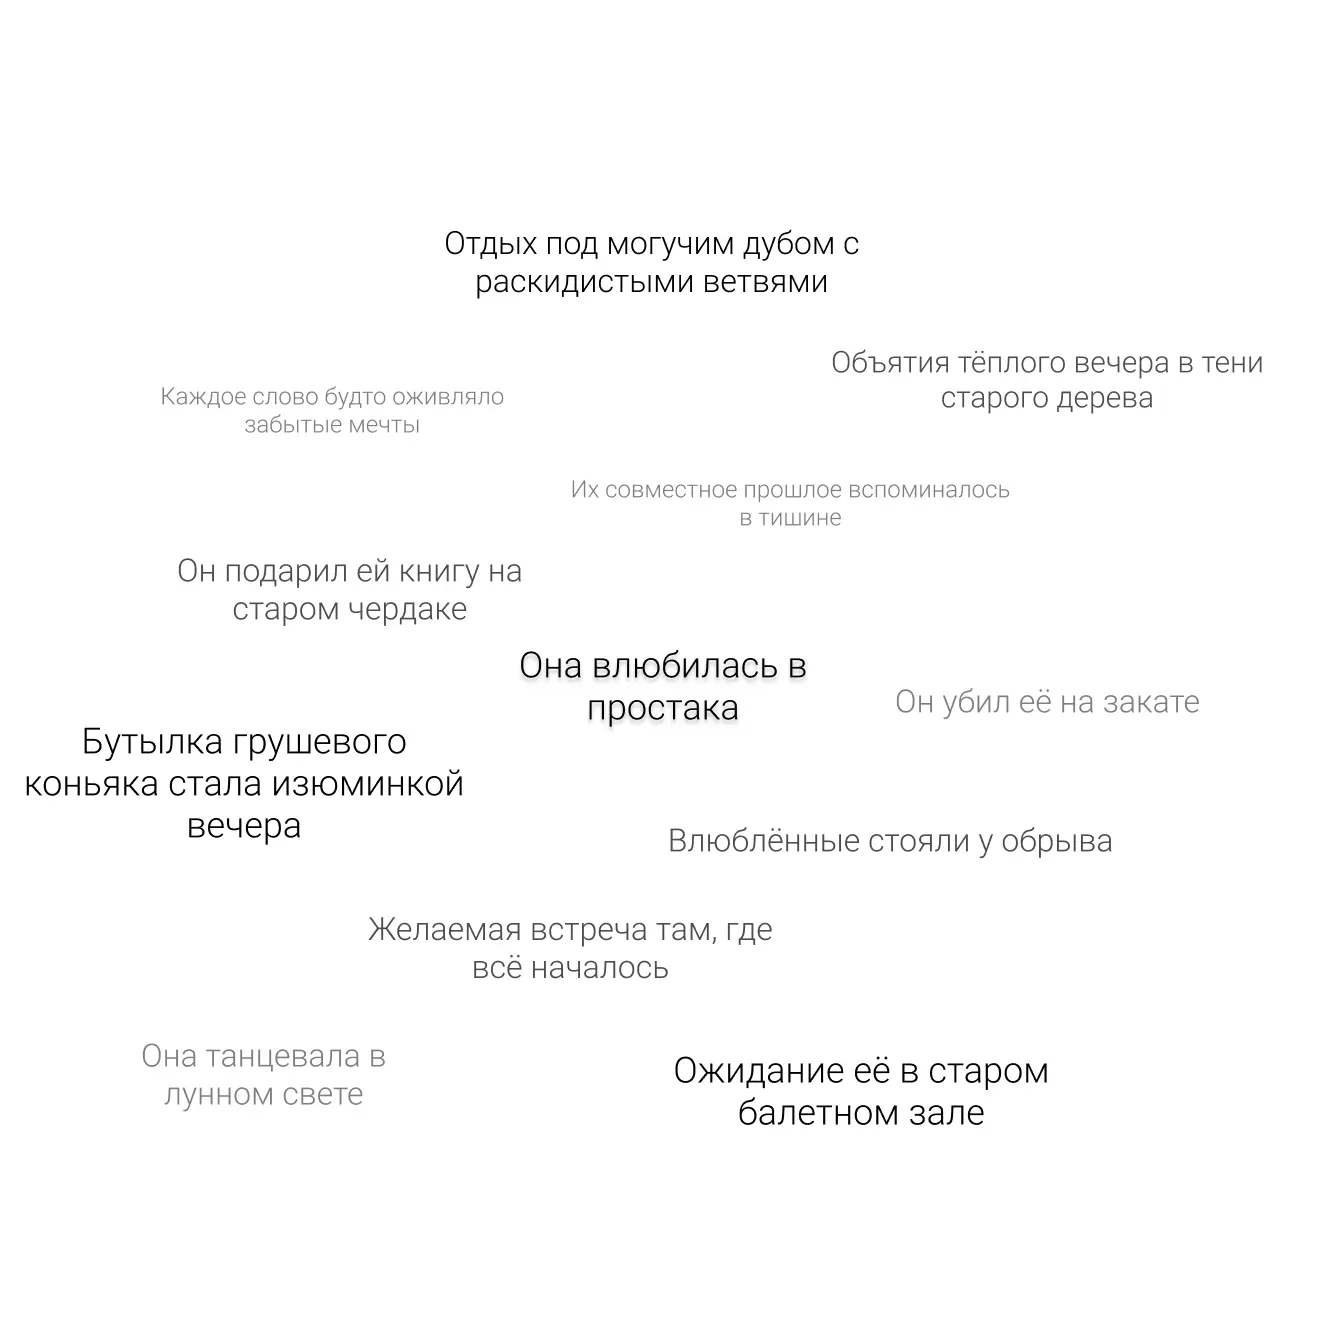 Отдых под могучим дубом с
раскидистыми ветвями
Объятия тёплого вечера в тени
старого дерева
Каждое слово будто оживляло
забытые мечты
Их совместное прошлое вспоминалось
в тишине
Он подарил ей книгу на
старом чердаке
Она влюбилась в
простака
Он убил её на закате
Бутылка грушевого
коньяка стала изюминкой
вечера
Влюблённые стояли у обрыва
Желаемая встреча там, где
всё началось
Она танцевала в
лунном свете
Ожидание её в старом
балетном зале